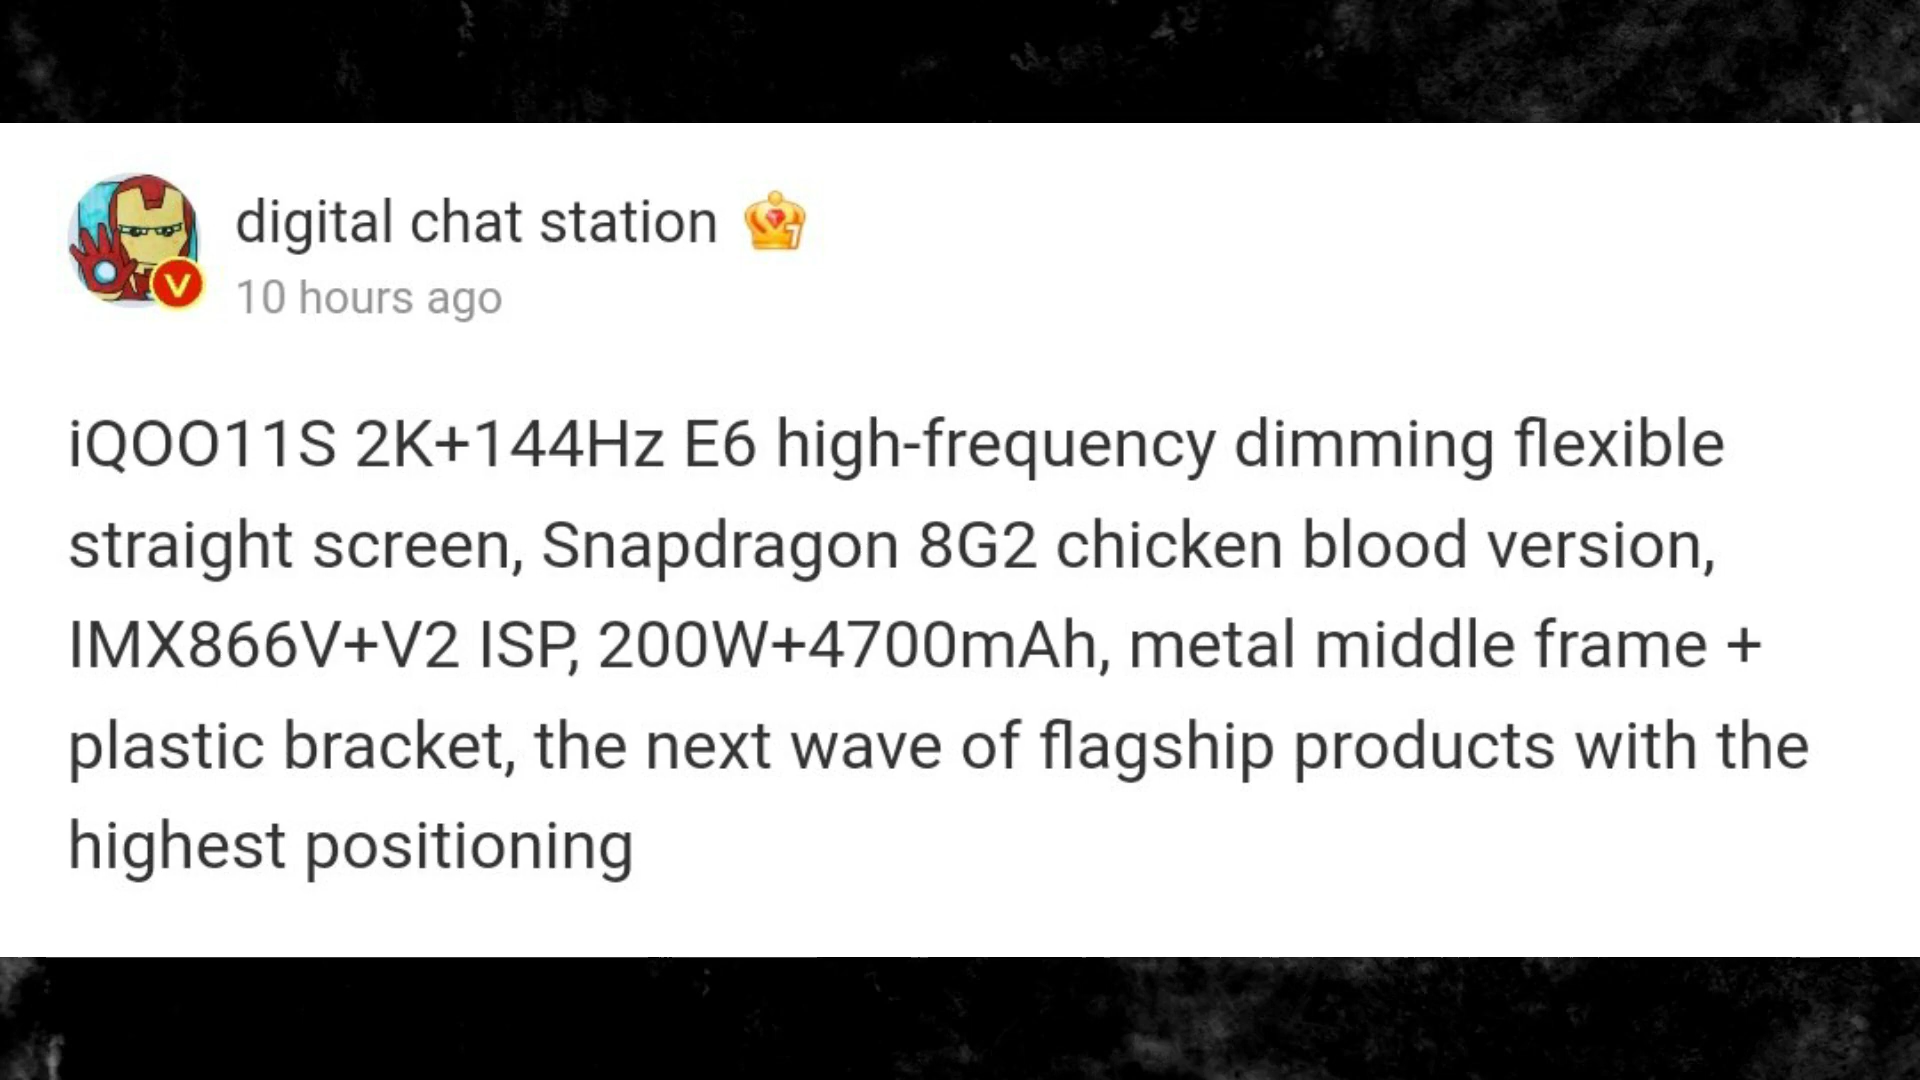 digital chat station
7
10 hours ago
V
iQOO11S 2K+144Hz E6 high-frequency dimming flexible
straight screen, Snapdragon 8G2 chicken blood version,
IMX866V+V2 ISP, 200W+4700mAh, metal middle frame +
plastic bracket, the next wave of flagship products with the
highest positioning